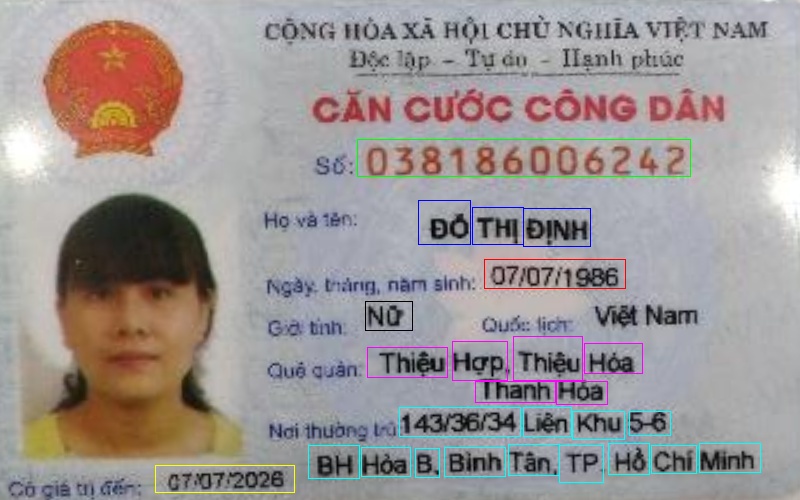 CỘNG HÒA XÃ HỘI CHỦ NGHĨA VIỆT NAM
Độc lập - Tự do - Hạnh phúc
CĂN CƯỚC CÔNG DÂN
Số: 038186006242
Họ và tên: ĐỖ THỊ ĐỊNH
Ngày, tháng, năm sinh: 07/07/1986
Giới tính: Nữ Quốc tịch: Việt Nam
Quê quán: Thiệu Hợp, Thiệu Hóa
Thanh Hóa
Nơi thường trú: 143/36/34 Liên Khu 5-6
BH Hòa B, Bình Tân, TP. Hồ Chí Minh
Có giá trị đến: 07/07/2026